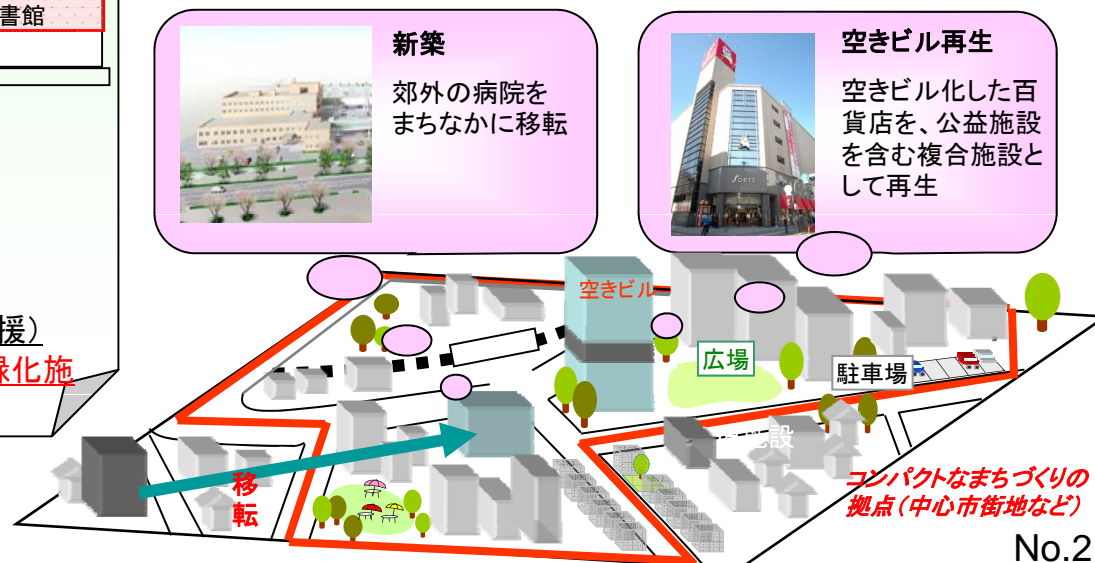 書館
援）
緑化施
新築
郊外の病院を
まちなかに移転
空きビル再生
空きビル化した百
貨店を、公益施設
を含む複合施設と
して再生
FORTE
空きビル
広場
駐車場
施設
移
転
コンパクトなまちづくりの
拠点（中心市街地など）
No.2